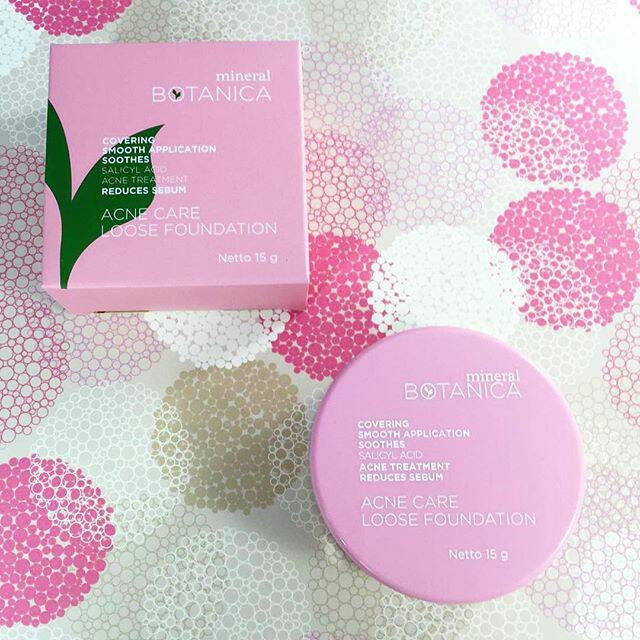 mineral
BOTANICA
COVERING
SMOOTH APPLICATION
SOOTHES
SALICYL ACID
ACNE TREATMENT
REDUCES SEBUM
ACNE CARE
LOOSE FOUNDATION
Netto 15 g
mineral
BOTANICA
COVERING
SMOOTH APPLICATION
SOOTHES
SALICYL ACID
ACNE TREATMENT
REDUCES SEBUM
ACNE CARE
LOOSE FOUNDATION
Netto 15 g